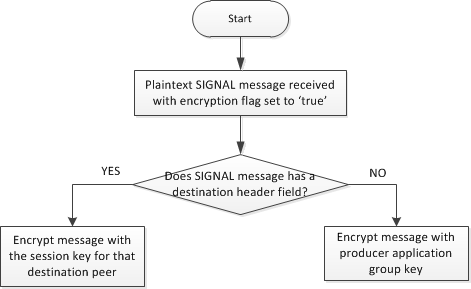 Start
Plaintext SIGNAL message received
with encryption flag set to ‘true’
Does SIGNAL message has a
destination header field?
YES
NO
Encrypt message with
the session key for that
destination peer
Encrypt message with
producer application
group key